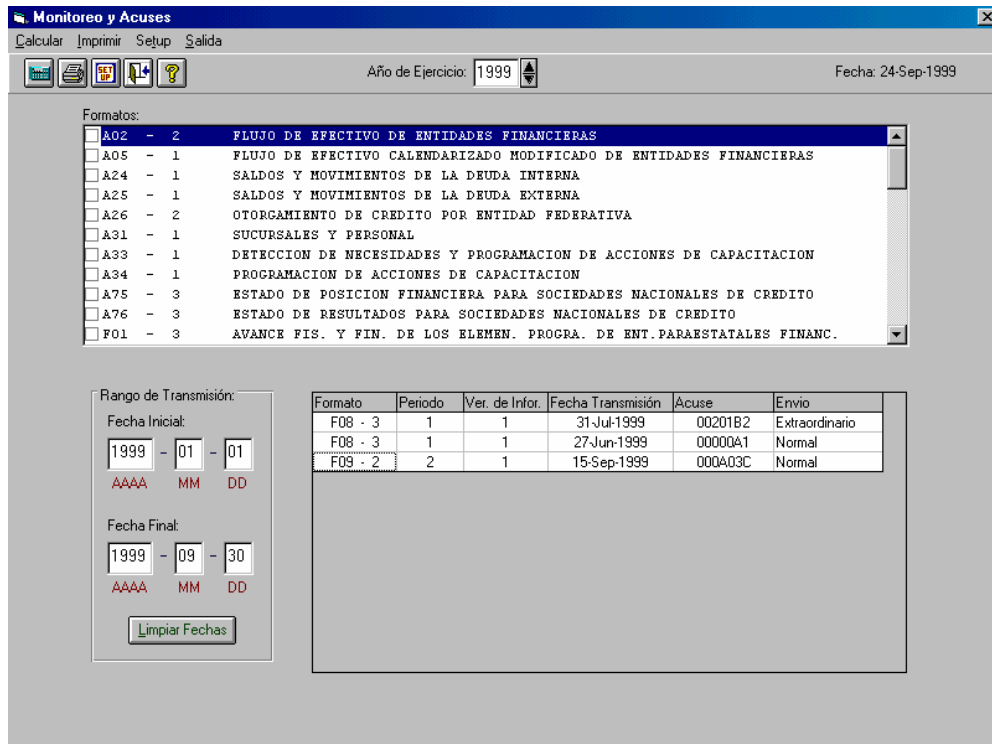 Monitoreo y Acuses
Calcular Imprimir Setup Salida
SET UP ? Año de Ejercicio: 1999 Fecha: 24-Sep-1999
Formatos:
A02 - 2 FLUJO DE EFECTIVO DE ENTIDADES FINANCIERAS
A05 - 1 FLUJO DE EFECTIVO CALENDARIZADO MODIFICADO DE ENTIDADES FINANCIERAS
A24 - 1 SALDOS Y MOVIMIENTOS DE LA DEUDA INTERNA
A25 - 1 SALDOS Y MOVIMIENTOS DE LA DEUDA EXTERNA
A26 - 2 OTORGAMIENTO DE CREDITO POR ENTIDAD FEDERATIVA
A31 - 1 SUCURSALES Y PERSONAL
A33 - 1 DETECCION DE NECESIDADES Y PROGRAMACION DE ACCIONES DE CAPACITACION
A34 - 1 PROGRAMACION DE ACCIONES DE CAPACITACION
A75 - 3 ESTADO DE POSICION FINANCIERA PARA SOCIEDADES NACIONALES DE CREDITO
A76 - 3 ESTADO DE RESULTADOS PARA SOCIEDADES NACIONALES DE CREDITO
F01 - 3 AVANCE FIS. Y FIN. DE LOS ELEMEN. PROGRA. DE ENT.PARAESTATALES FINANC.
Rango de Transmisión:
Fecha Inicial:
1999 - 01 - 01
AAAA MM DD
Fecha Final:
1999 - 09 - 30
AAAA MM DD
Limpiar Fechas
Formato Periodo Ver. de Infor. Fecha Transmisión Acuse Envio
F08 - 3 1 1 31-Jul-1999 00201B2 Extraordinario
F08 - 3 1 1 27-Jun-1999 00000A1 Normal
F09 - 2 2 1 15-Sep-1999 000A03C Normal